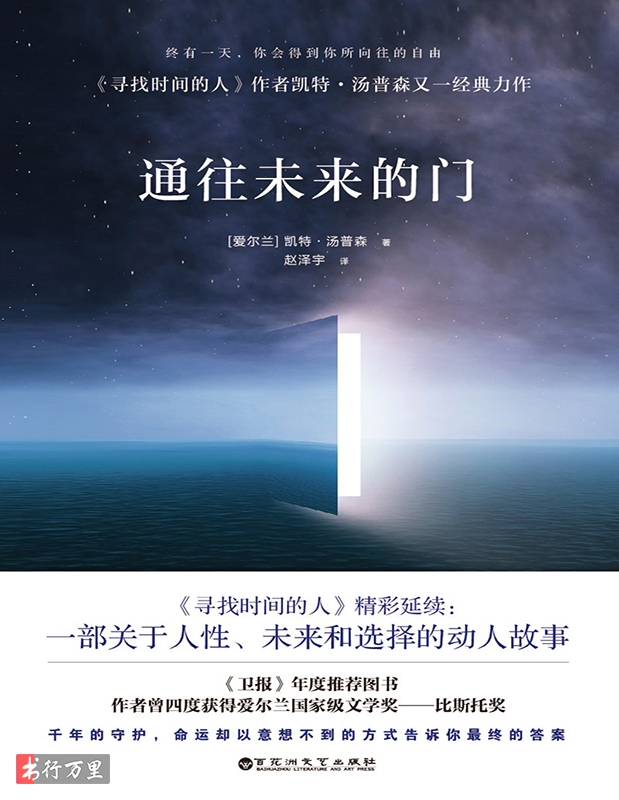 终有一天，你会得到你所向往的自由
《寻找时间的人》作者凯特·汤普森又一经典力作
通往未来的门
[爱尔兰] 凯特·汤普森 著
赵泽宇 译
《寻找时间的人》精彩延续：
一部关于人性、未来和选择的动人故事
《卫报》年度推荐图书
作者曾四度获得爱尔兰国家级文学奖——比斯托奖
千年的守护，命运却以意想不到的方式告诉你最终的答案
书行万里
百花洲文艺出版社
BAIHUAZHOU LITERATURE AND ART PRESS